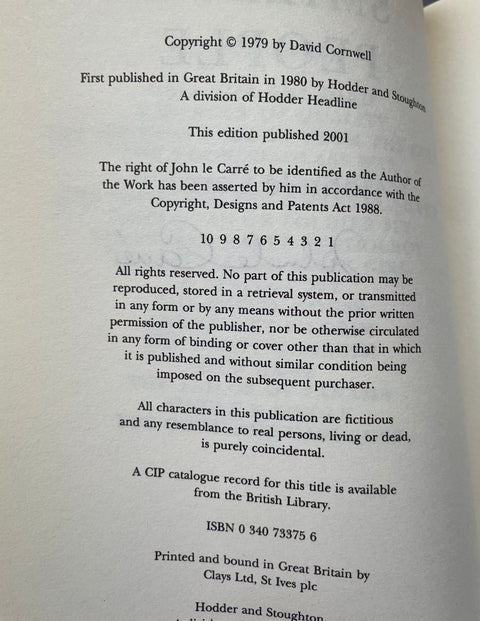 Copyright © 1979 by David Cornwell
First published in Great Britain in 1980 by Hodder and Stoughton
A division of Hodder Headline
This edition published 2001
The right of John le Carré to be identified as the Author of
the Work has been asserted by him in accordance with the
Copyright, Designs and Patents Act 1988.
10 9 8 7 6 5 4 3 2 1
All rights reserved. No part of this publication may be
reproduced, stored in a retrieval system, or transmitted
in any form or by any means without the prior written
permission of the publisher, nor be otherwise circulated
in any form of binding or cover other than that in which
it is published and without similar condition being
imposed on the subsequent purchaser.
All characters in this publication are fictitious
and any resemblance to real persons, living or dead,
is purely coincidental.
A CIP catalogue record for this title is available
from the British Library.
ISBN 0 340 73375 6
Printed and bound in Great Britain by
Clays Ltd, St Ives plc
Hodder and Stoughton